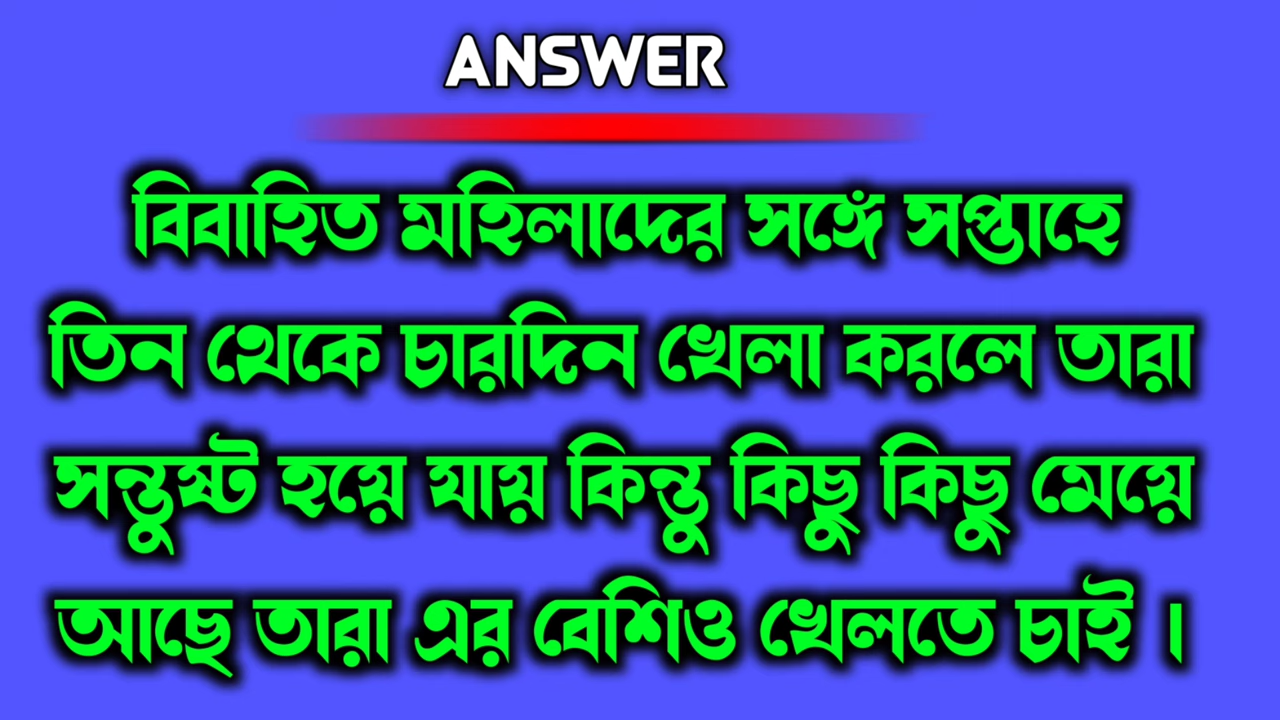 ANSWER
বিবাহিত মহিলাদের সঙ্গে সপ্তাহে
তিন থেকে চারদিন খেলা করলে তারা
সন্তুষ্ট হয়ে যায় কিন্তু কিছু কিছু মেয়ে
আছে তারা এর বেশিও খেলতে চাই ।